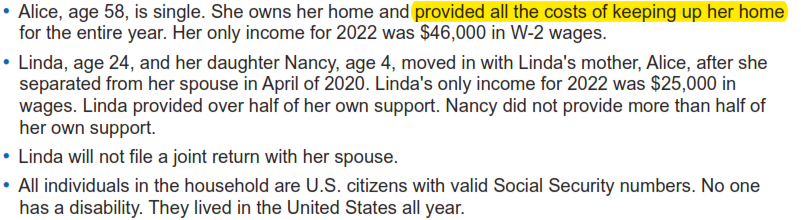 • Alice, age 58, is single. She owns her home and provided all the costs of keeping up her home
for the entire year. Her only income for 2022 was $46,000 in W-2 wages.
• Linda, age 24, and her daughter Nancy, age 4, moved in with Linda's mother, Alice, after she
separated from her spouse in April of 2020. Linda's only income for 2022 was $25,000 in
wages. Linda provided over half of her own support. Nancy did not provide more than half of
her own support.
• Linda will not file a joint return with her spouse.
• All individuals in the household are U.S. citizens with valid Social Security numbers. No one
has a disability. They lived in the United States all year.